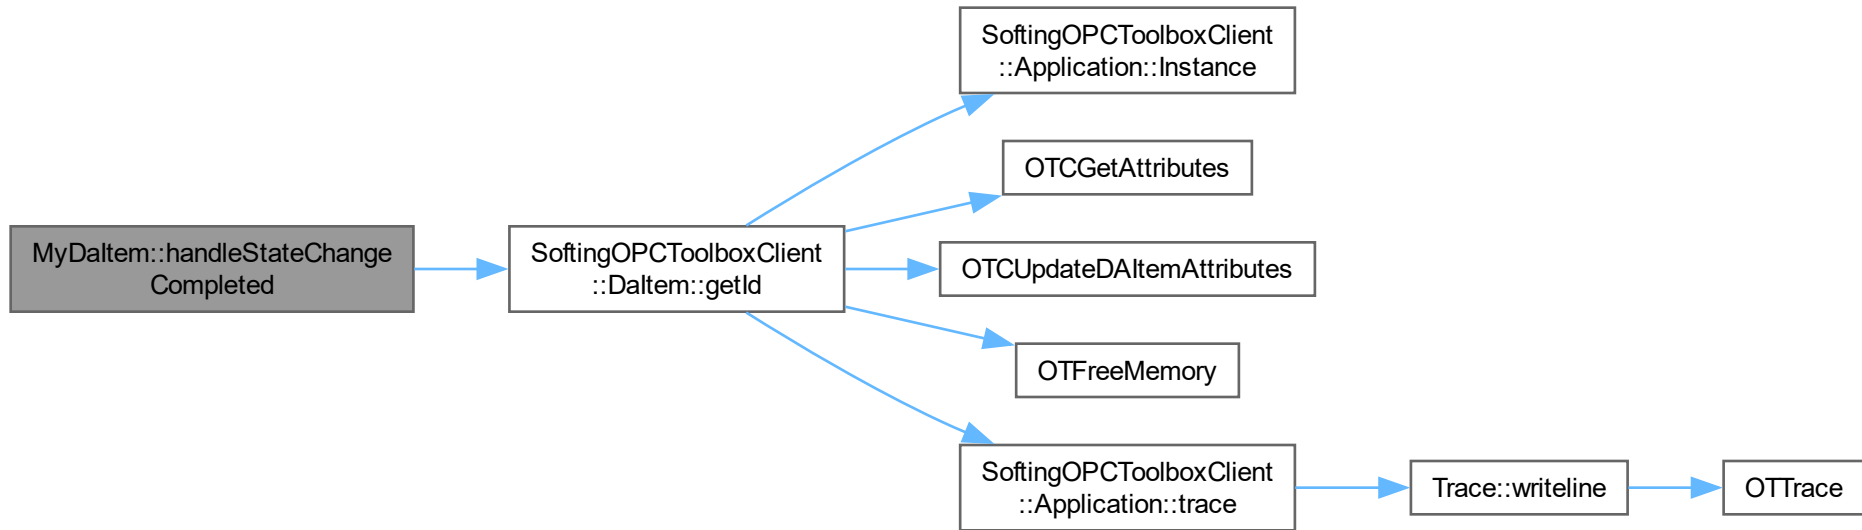 MyDaItem::handleStateChange
Completed
SoftingOPCToolboxClient
::DaItem::getId
SoftingOPCToolboxClient
::Application::Instance
OTCGetAttributes
OTCUpdateDAItemAttributes
OTFreeMemory
SoftingOPCToolboxClient
::Application::trace
Trace::writeline
OTTrace